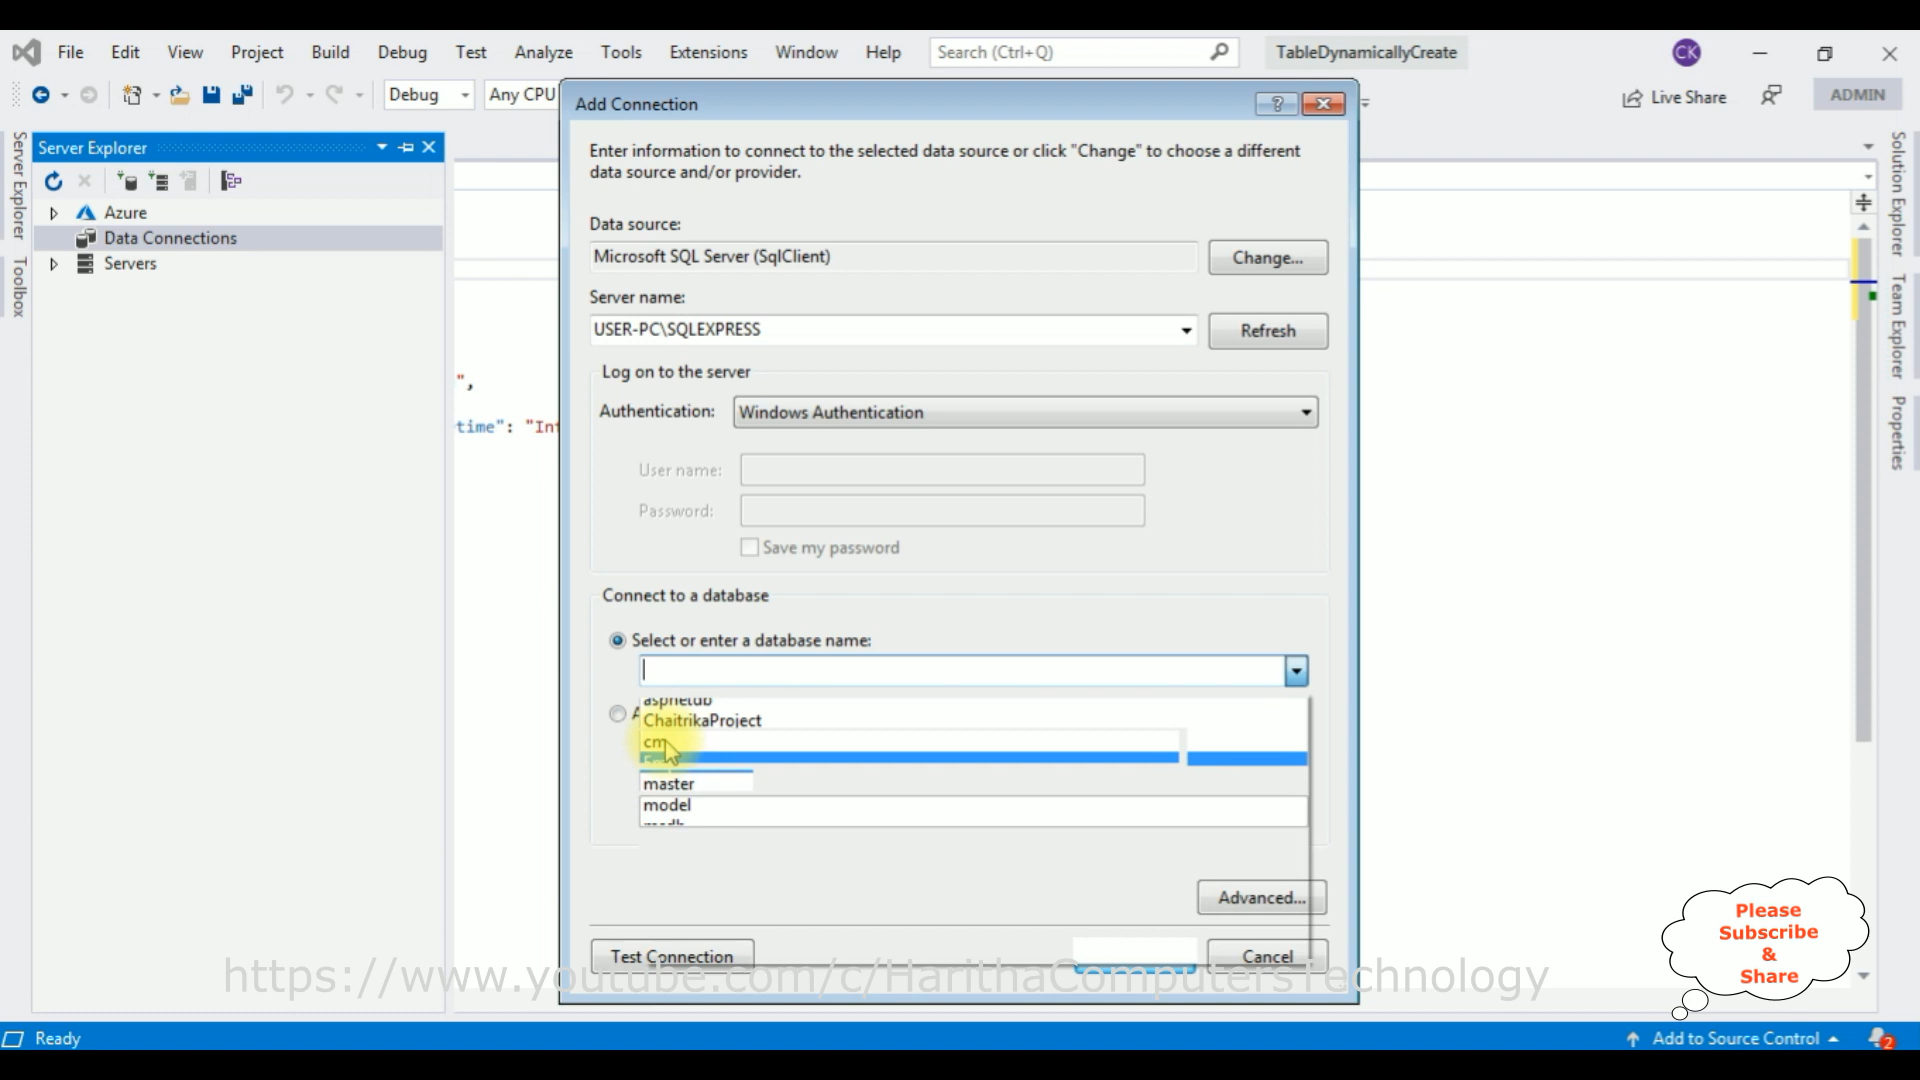 File Edit View Project Build Debug Test Analyze Tools Extensions Window Help Search (Ctrl+Q) TableDynamicallyCreate CK
Debug Any CPU Live Share ADMIN
Server Explorer
Toolbox
Server Explorer
Azure
Data Connections
Servers
",
time": "Int
Add Connection
Enter information to connect to the selected data source or click "Change" to choose a different
data source and/or provider.
Data source:
Microsoft SQL Server (SqlClient) Change...
Server name:
USER-PC\SQLEXPRESS Refresh
Log on to the server
Authentication: Windows Authentication
User name:
Password:
Save my password
Connect to a database
Select or enter a database name:
aspnetdb
ChaitrikaProject
cm
master
model
Advanced...
Test Connection Cancel
https://www.youtube.com/c/HarithaComputersTechnology
Solution Explorer
Team Explorer
Properties
Please
Subscribe
&
Share
Ready Add to Source Control 2